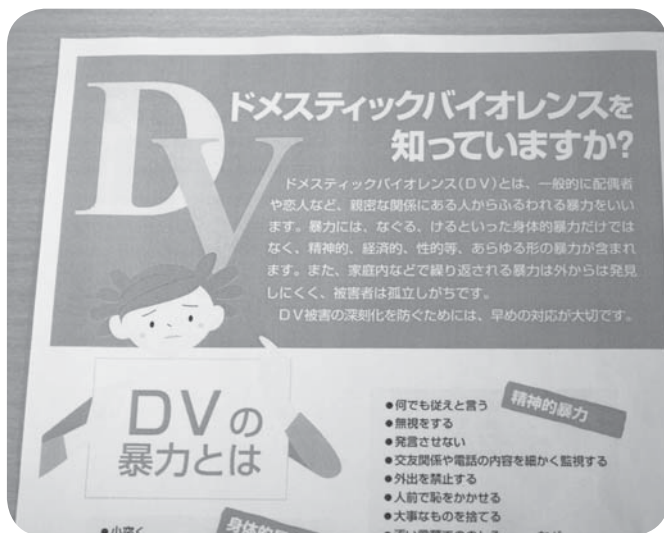 DV
ドメスティックバイオレンスを
知っていますか?
ドメスティックバイオレンス(DV)とは、一般的に配偶者
や恋人など、親密な関係にある人からふるわれる暴力をいい
ます。暴力には、なぐる、けるといった身体的暴力だけでは
なく、精神的、経済的、性的等、あらゆる形の暴力が含まれ
ます。また、家庭内などで繰り返される暴力は外からは発見
しにくく、被害者は孤立しがちです。
DV被害の深刻化を防ぐためには、早めの対応が大切です。
DVの
暴力とは
精神的暴力
●何でも従えと言う
●無視をする
●発言させない
●交友関係や電話の内容を細かく監視する
●外出を禁止する
●人前で恥をかかせる
●大事なものを捨てる
身体的
●小突く